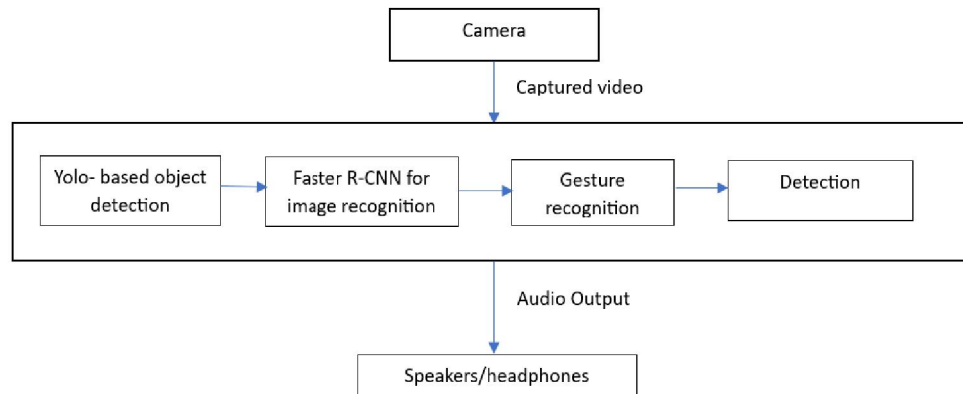 Camera
Captured video
Yolo- based object
detection
Faster R-CNN for
image recognition
Gesture
recognition
Detection
Audio Output
Speakers/headphones